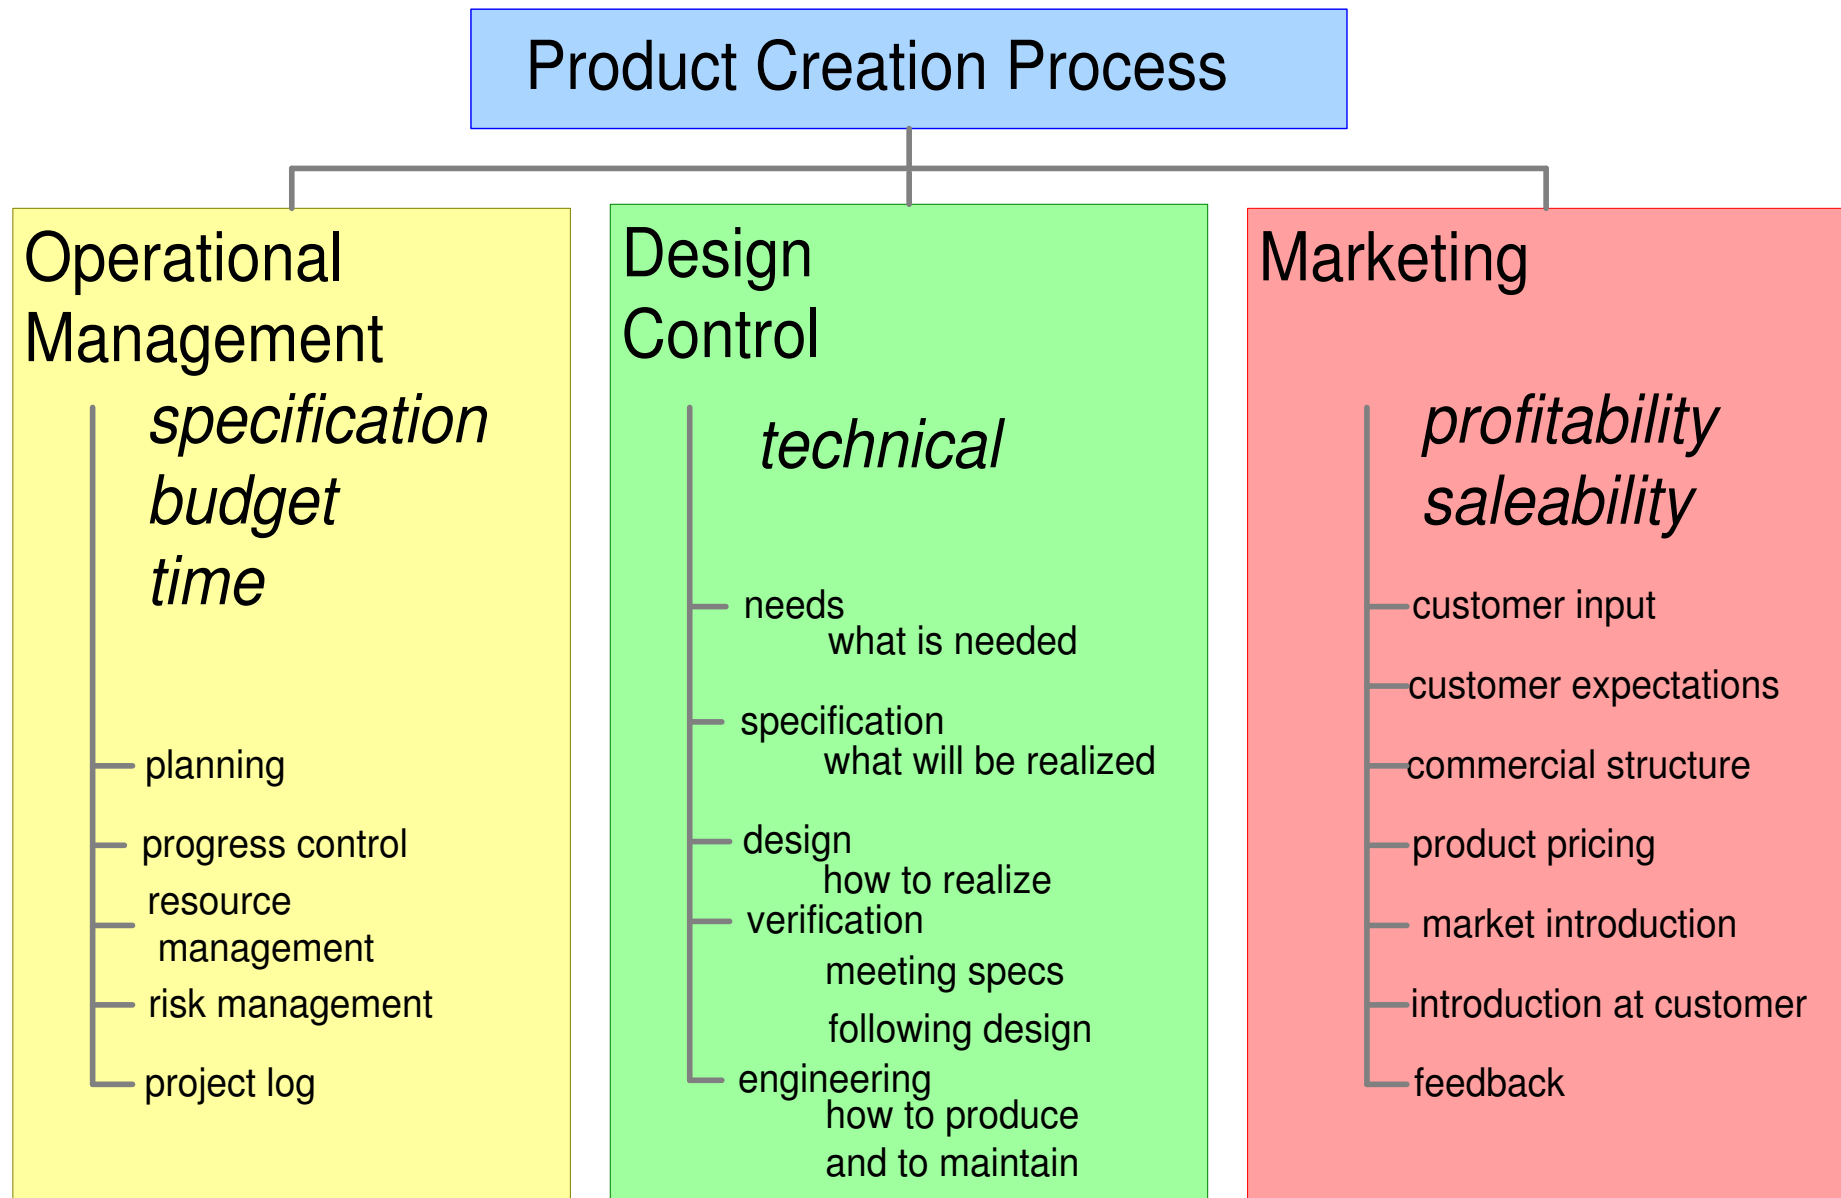 Product Creation Process
Operational
Management
specification
budget
time
planning
progress control
resource
management
risk management
project log
Design
Control
technical
needs
what is needed
specification
what will be realized
design
how to realize
verification
meeting specs
following design
engineering
how to produce
and to maintain
Marketing
profitability
saleability
customer input
customer expectations
commercial structure
product pricing
market introduction
introduction at customer
feedback